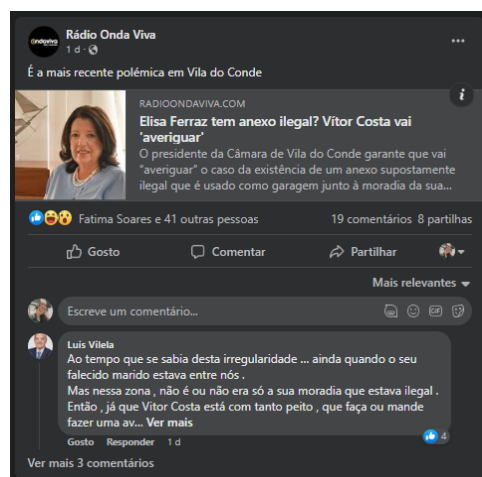 ondaviva
Rádio Onda Viva
1 d ·
É a mais recente polémica em Vila do Conde
RADIOONDAVIVA.COM
Elisa Ferraz tem anexo ilegal? Vítor Costa vai
'averiguar'
O presidente da Câmara de Vila do Conde garante que vai
"averiguar" o caso da existência de um anexo supostamente
ilegal que é usado como garagem junto à moradia da sua...
i
Fatima Soares e 41 outras pessoas
19 comentários 8 partilhas
Gosto
Comentar
Partilhar
Mais relevantes
Escreve um comentário...
GIF
Luis Vilela
Ao tempo que se sabia desta irregularidade ... ainda quando o seu
falecido marido estava entre nós .
Mas nessa zona , não é ou não era só a sua moradia que estava ilegal .
Então , já que Vitor Costa está com tanto peito , que faça ou mande
fazer uma av... Ver mais
4
Gosto Responder 1 d
Ver mais 3 comentários